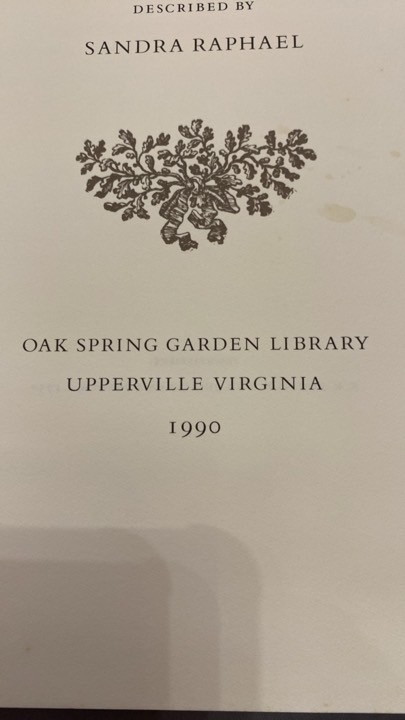 DESCRIBED BY
SANDRA RAPHAEL
OAK SPRING GARDEN LIBRARY
UPPERVILLE VIRGINIA
1990